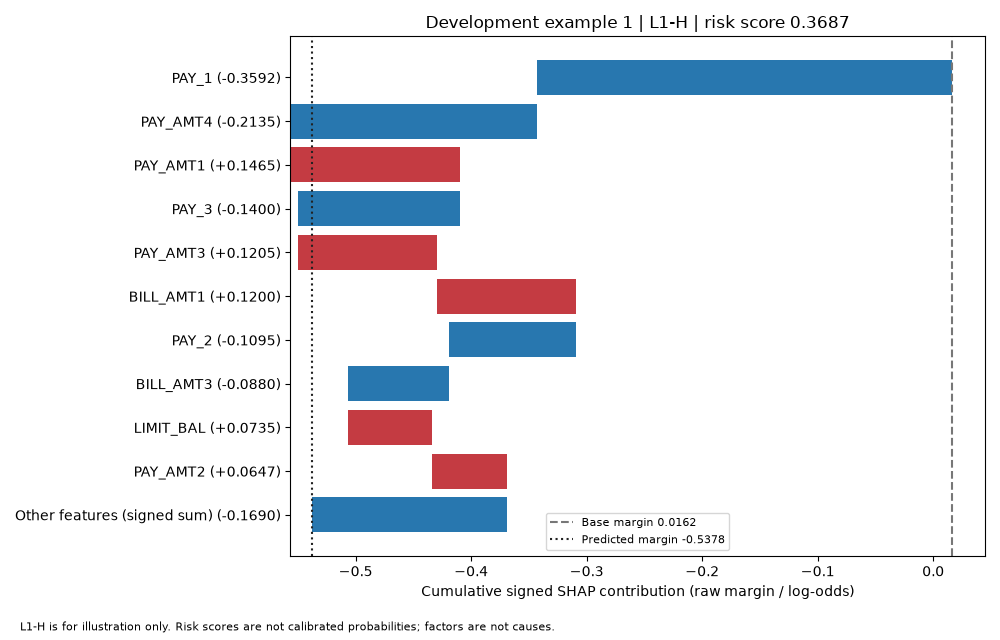 Development example 1 | L1-H | risk score 0.3687
PAY_1 (-0.3592)
PAY_AMT4 (-0.2135)
PAY_AMT1 (+0.1465)
PAY_3 (-0.1400)
PAY_AMT3 (+0.1205)
BILL_AMT1 (+0.1200)
PAY_2 (-0.1095)
BILL_AMT3 (-0.0880)
LIMIT_BAL (+0.0735)
PAY_AMT2 (+0.0647)
Other features (signed sum) (-0.1690)
Base margin 0.0162
Predicted margin -0.5378
−0.5 −0.4 −0.3 −0.2 −0.1 0.0
Cumulative signed SHAP contribution (raw margin / log-odds)
L1-H is for illustration only. Risk scores are not calibrated probabilities; factors are not causes.